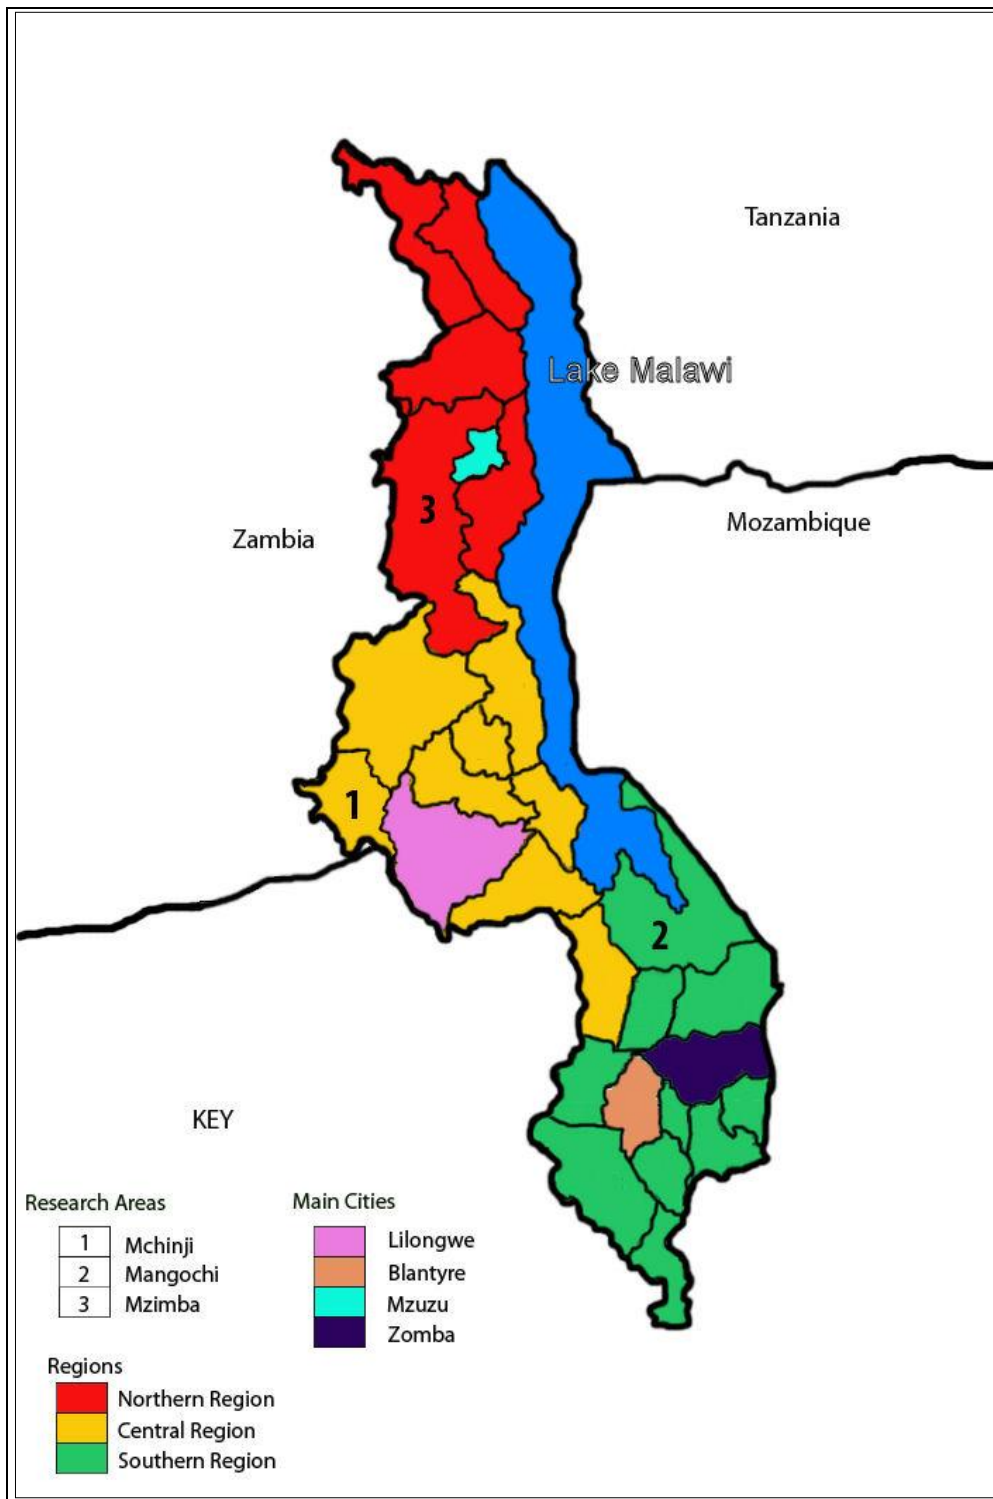 Tanzania
Lake Malawi
3
Zambia
Mozambique
1
2
KEY
Research Areas
1 Mchinji
2 Mangochi
3 Mzimba
Main Cities
Lilongwe
Blantyre
Mzuzu
Zomba
Regions
Northern Region
Central Region
Southern Region